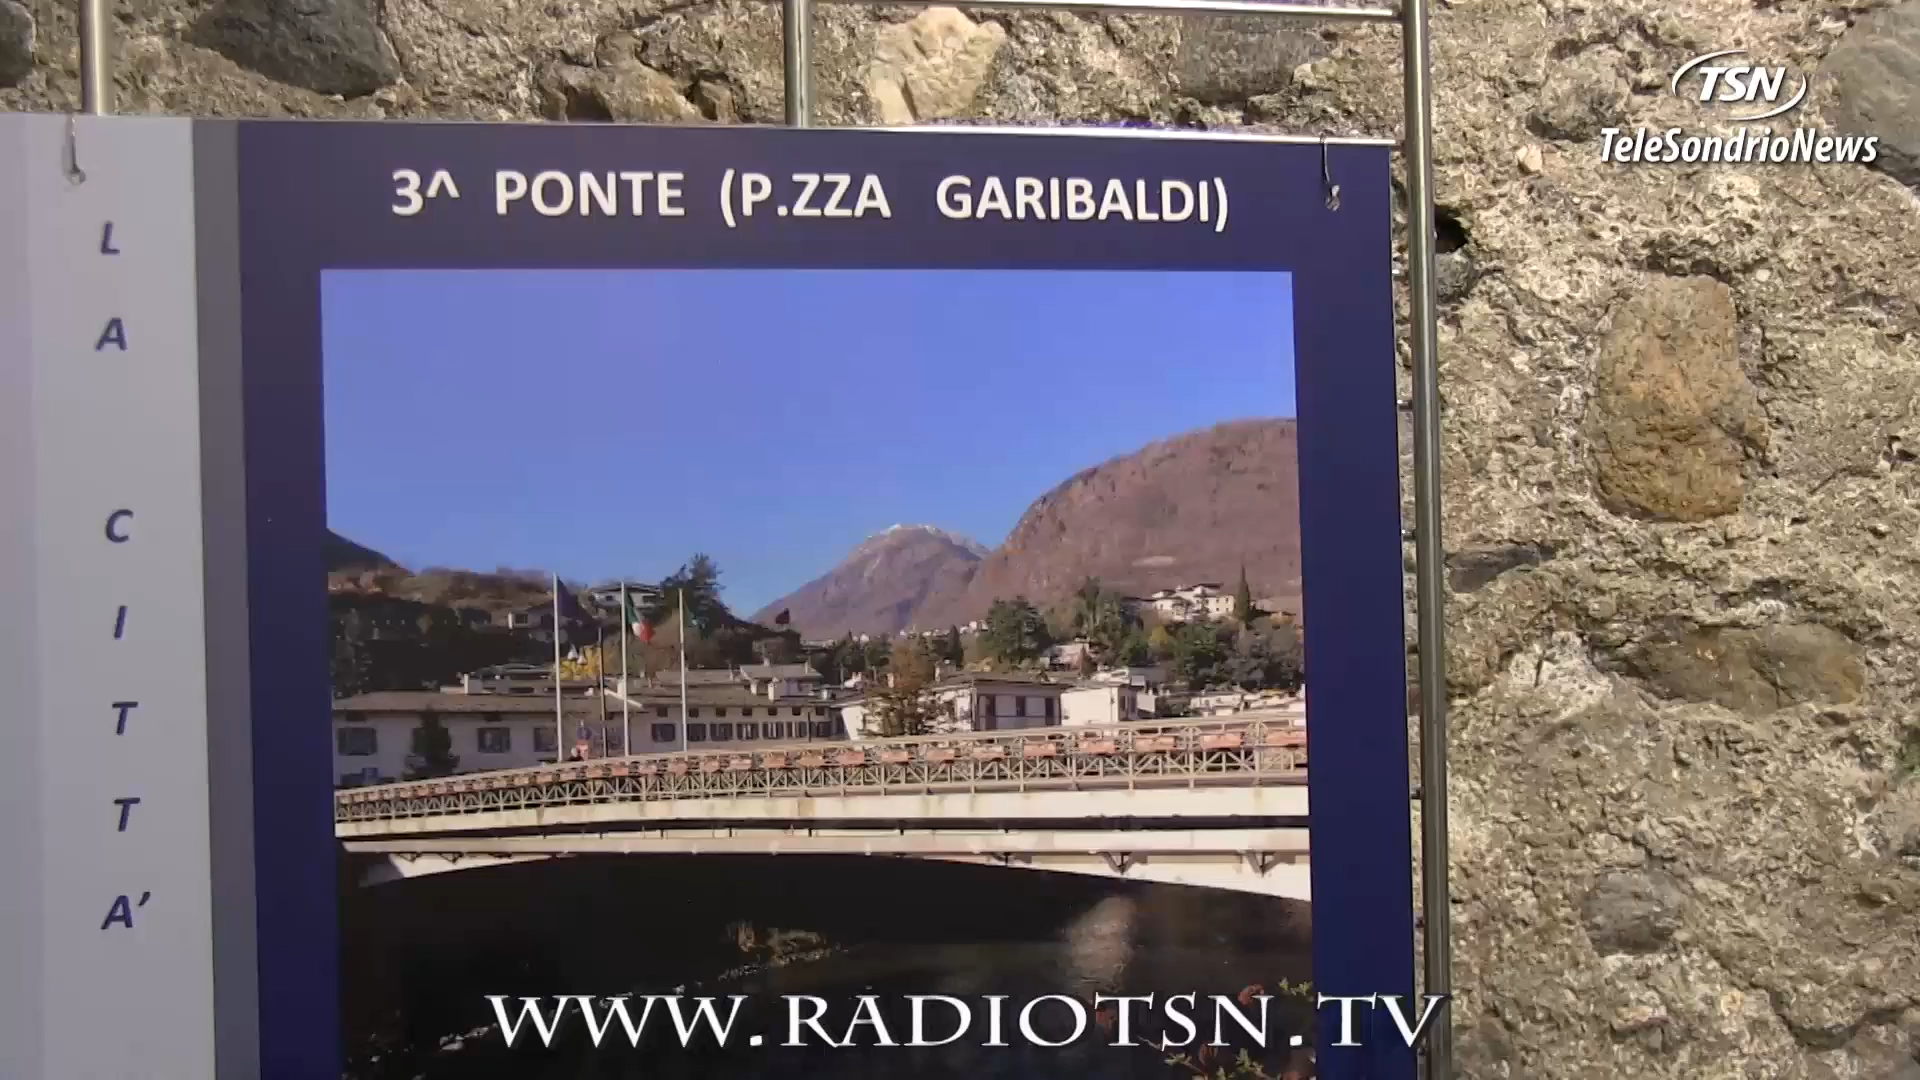 TSN
TeleSondrioNews
3^ PONTE (P.ZZA GARIBALDI)
L
A
C
I
T
T
A'
WWW.RADIOTSN.TV